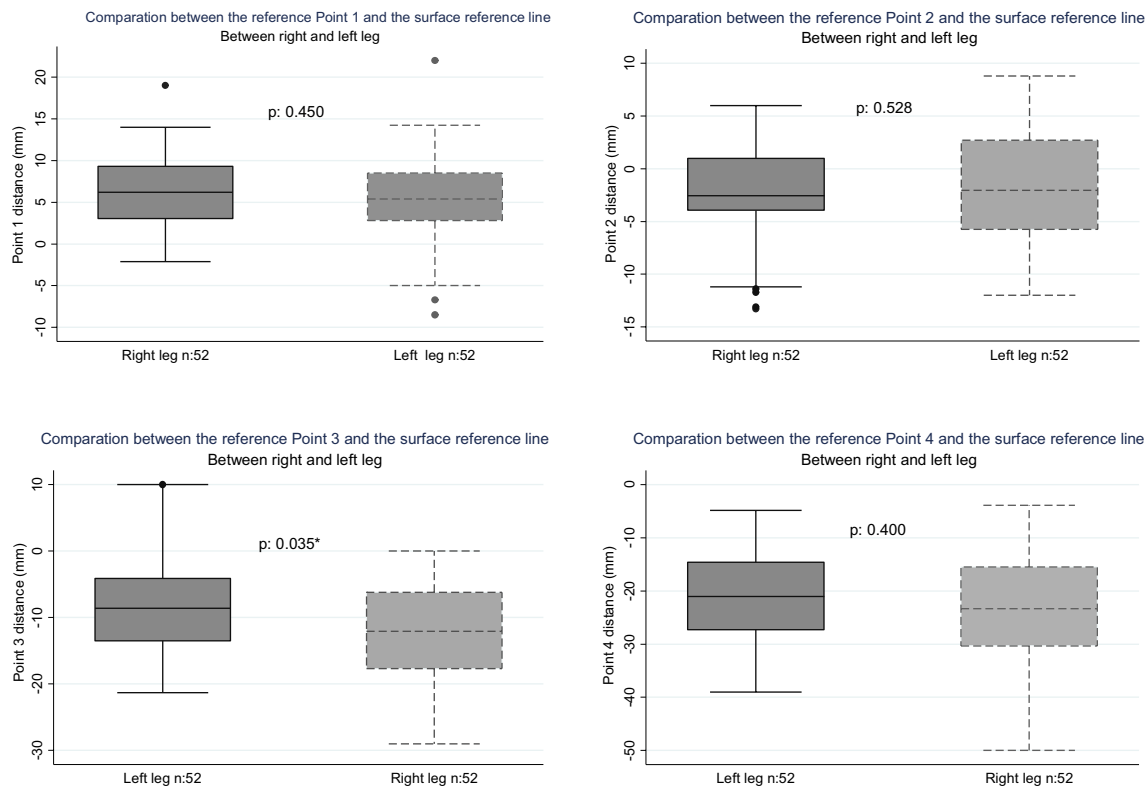 Comparation between the reference Point 1 and the surface reference line
Between right and left leg
Point 1 distance (mm)
20
15
10
5
0
-5
-10
p: 0.450
Right leg n:52
Left leg n:52
Comparation between the reference Point 2 and the surface reference line
Between right and left leg
Point 2 distance (mm)
10
5
0
-5
-10
-15
p: 0.528
Right leg n:52
Left leg n:52
Comparation between the reference Point 3 and the surface reference line
Between right and left leg
Point 3 distance (mm)
10
0
-10
-20
-30
p: 0.035*
Left leg n:52
Right leg n:52
Comparation between the reference Point 4 and the surface reference line
Between right and left leg
Point 4 distance (mm)
0
-10
-20
-30
-40
-50
p: 0.400
Left leg n:52
Right leg n:52